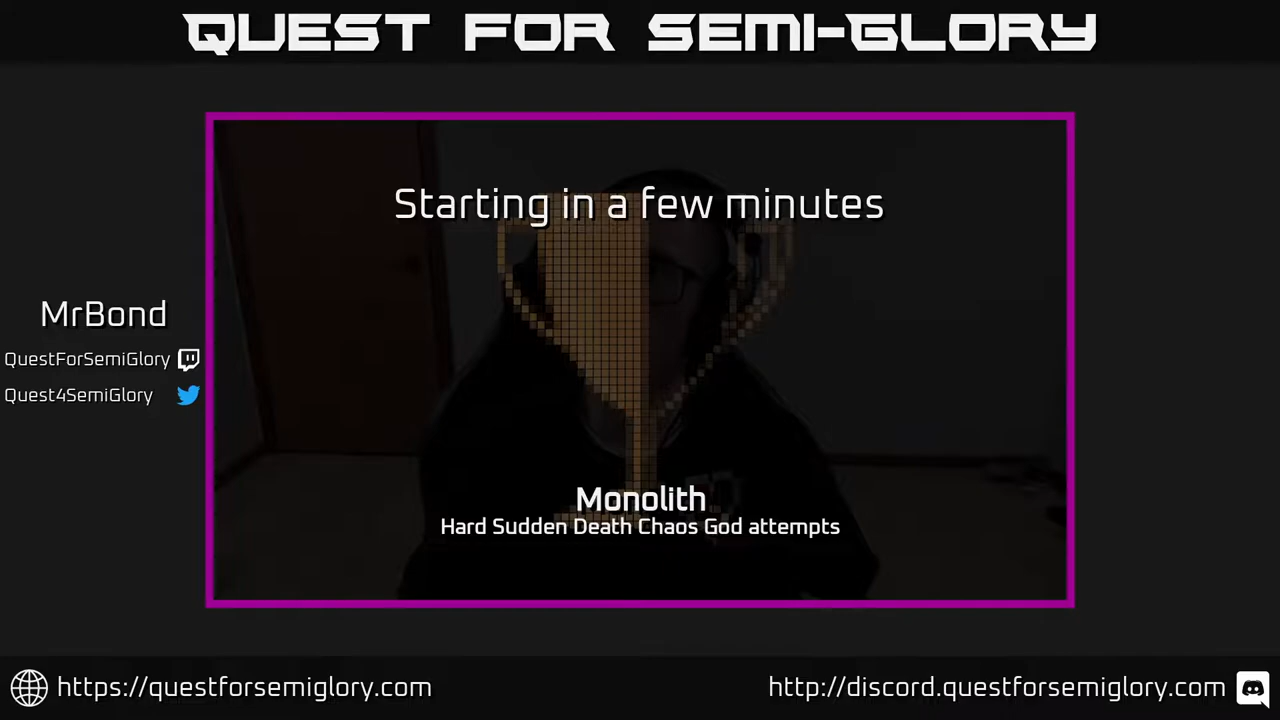 QUEST FOR SEMI-GLORY
Starting in a few minutes
MrBond
QuestForSemiGlory
Quest4SemiGlory
Monolith
Hard Sudden Death Chaos God attempts
https://questforsemiglory.com
http://discord.questforsemiglory.com